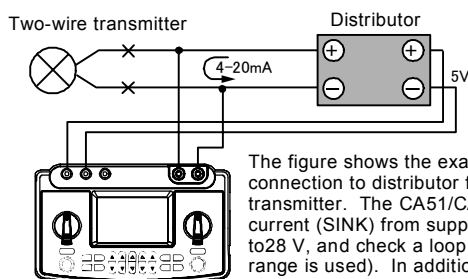 Two-wire transmitter
Distributor
4-20mA
5V
The figure shows the exa
connection to distributor f
transmitter. The CA51/CA
current (SINK) from supp
to28 V, and check a loop
range is used). In additio